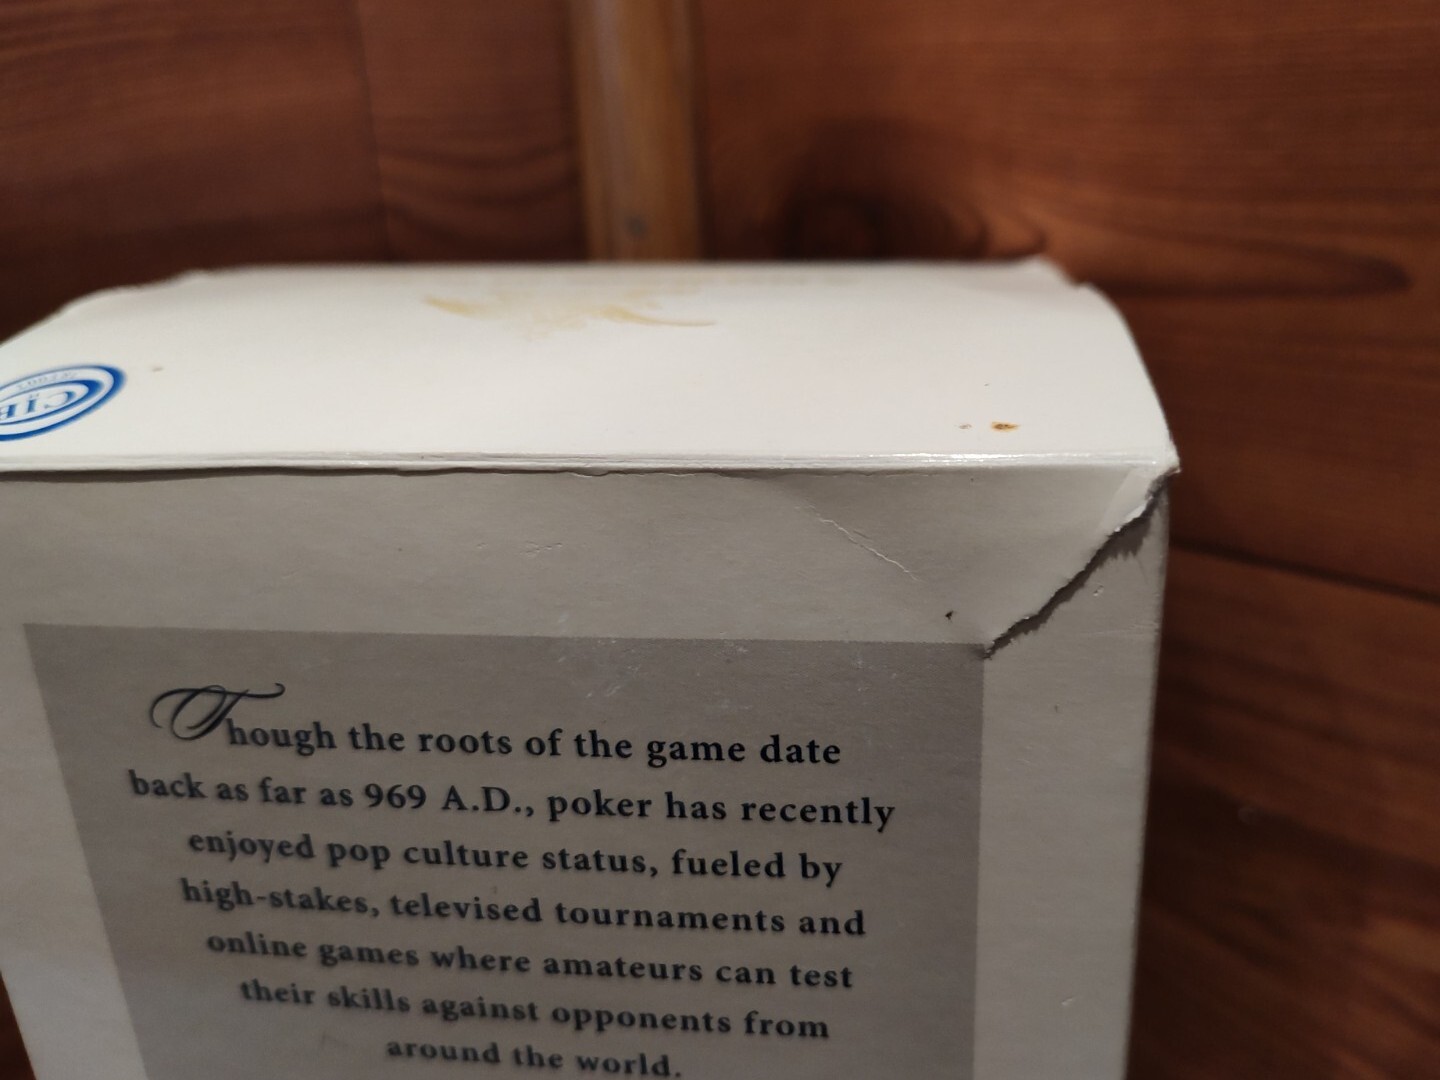 Though the roots of the game date
back as far as 969 A.D., poker has recently
enjoyed pop culture status, fueled by
high-stakes, televised tournaments and
online games where amateurs can test
their skills against opponents from
around the world.